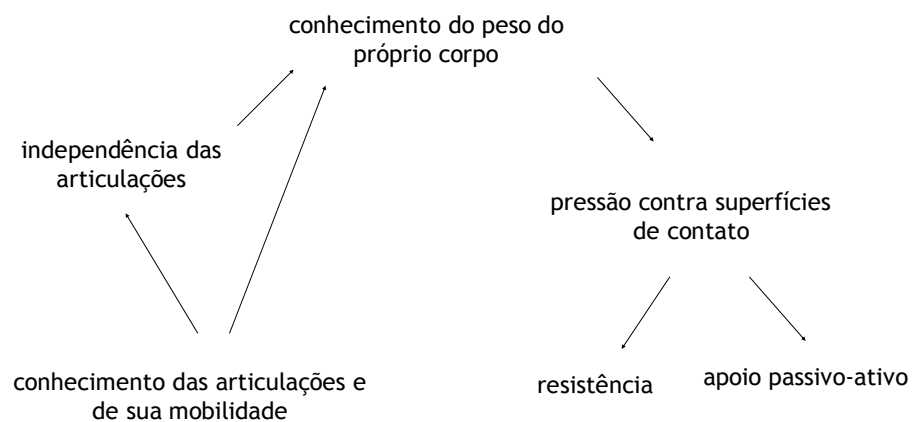 conhecimento do peso do
próprio corpo
independência das
articulações
pressão contra superfícies
de contato
conhecimento das articulações e
de sua mobilidade
resistência
apoio passivo-ativo